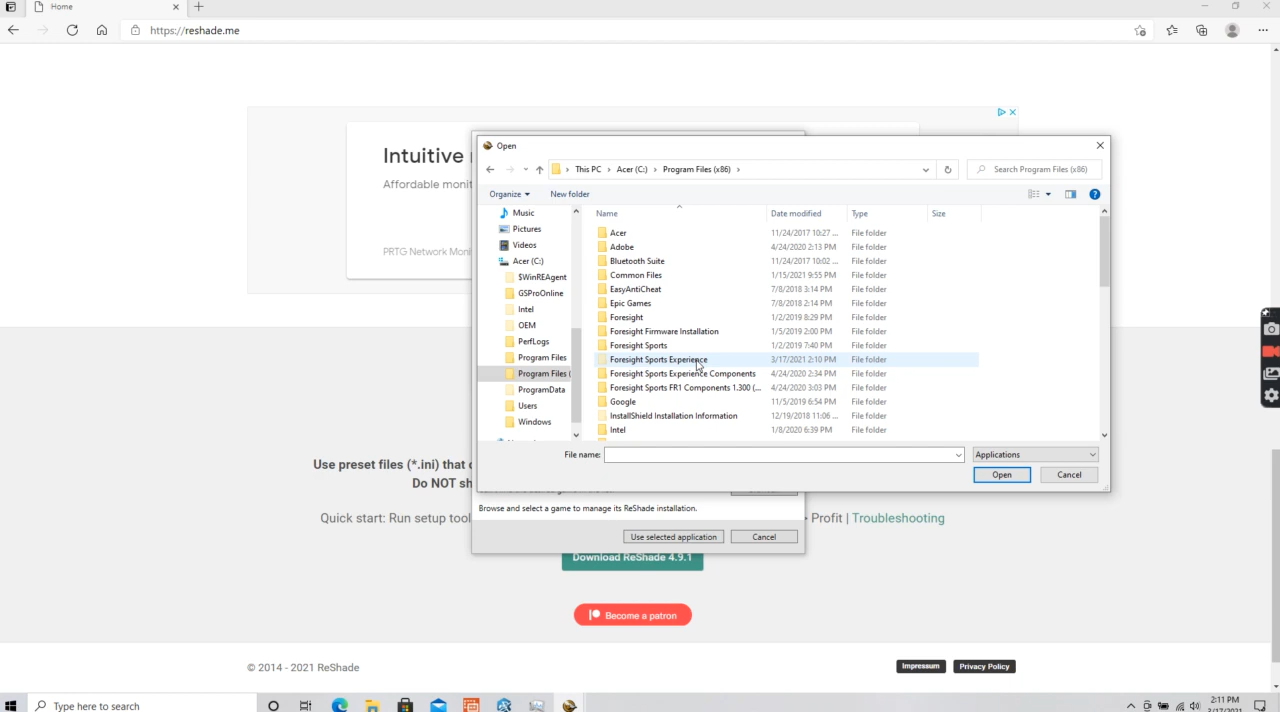 Home
https://reshade.me
Intuitive
Affordable monit
PRTG Network Moni
Open
This PC > Acer (C:) > Program Files (x86) >
Search Program Files (x86)
Organize
New folder
Name Date modified Type Size
Music
Pictures
Videos
Acer (C:)
$WinREAgent
GSProOnline
Intel
OEM
PerfLogs
Program Files
Program Files (
ProgramData
Users
Windows
Acer 11/24/2017 10:27 ... File folder
Adobe 4/24/2020 2:13 PM File folder
Bluetooth Suite 11/24/2017 10:02 ... File folder
Common Files 1/15/2021 9:55 PM File folder
EasyAntiCheat 7/8/2018 3:14 PM File folder
Epic Games 7/8/2018 2:14 PM File folder
Foresight 1/2/2019 8:29 PM File folder
Foresight Firmware Installation 1/5/2019 2:00 PM File folder
Foresight Sports 1/2/2019 7:40 PM File folder
Foresight Sports Experience 3/17/2021 2:10 PM File folder
Foresight Sports Experience Components 4/24/2020 2:34 PM File folder
Foresight Sports FR1 Components 1.300 (... 4/24/2020 3:03 PM File folder
Google 11/5/2019 6:54 PM File folder
InstallShield Installation Information 12/19/2018 11:06 ... File folder
Intel 1/8/2020 6:39 PM File folder
File name:
Applications
Open
Cancel
Use preset files (*.ini) that
Do NOT sh
Browse and select a game to manage its ReShade installation.
Quick start: Run setup tool
• Profit | Troubleshooting
Use selected application
Cancel
Download ReShade 4.9.1
Become a patron
© 2014 - 2021 ReShade
Impressum
Privacy Policy
Type here to search
2:11 PM
3/17/2021